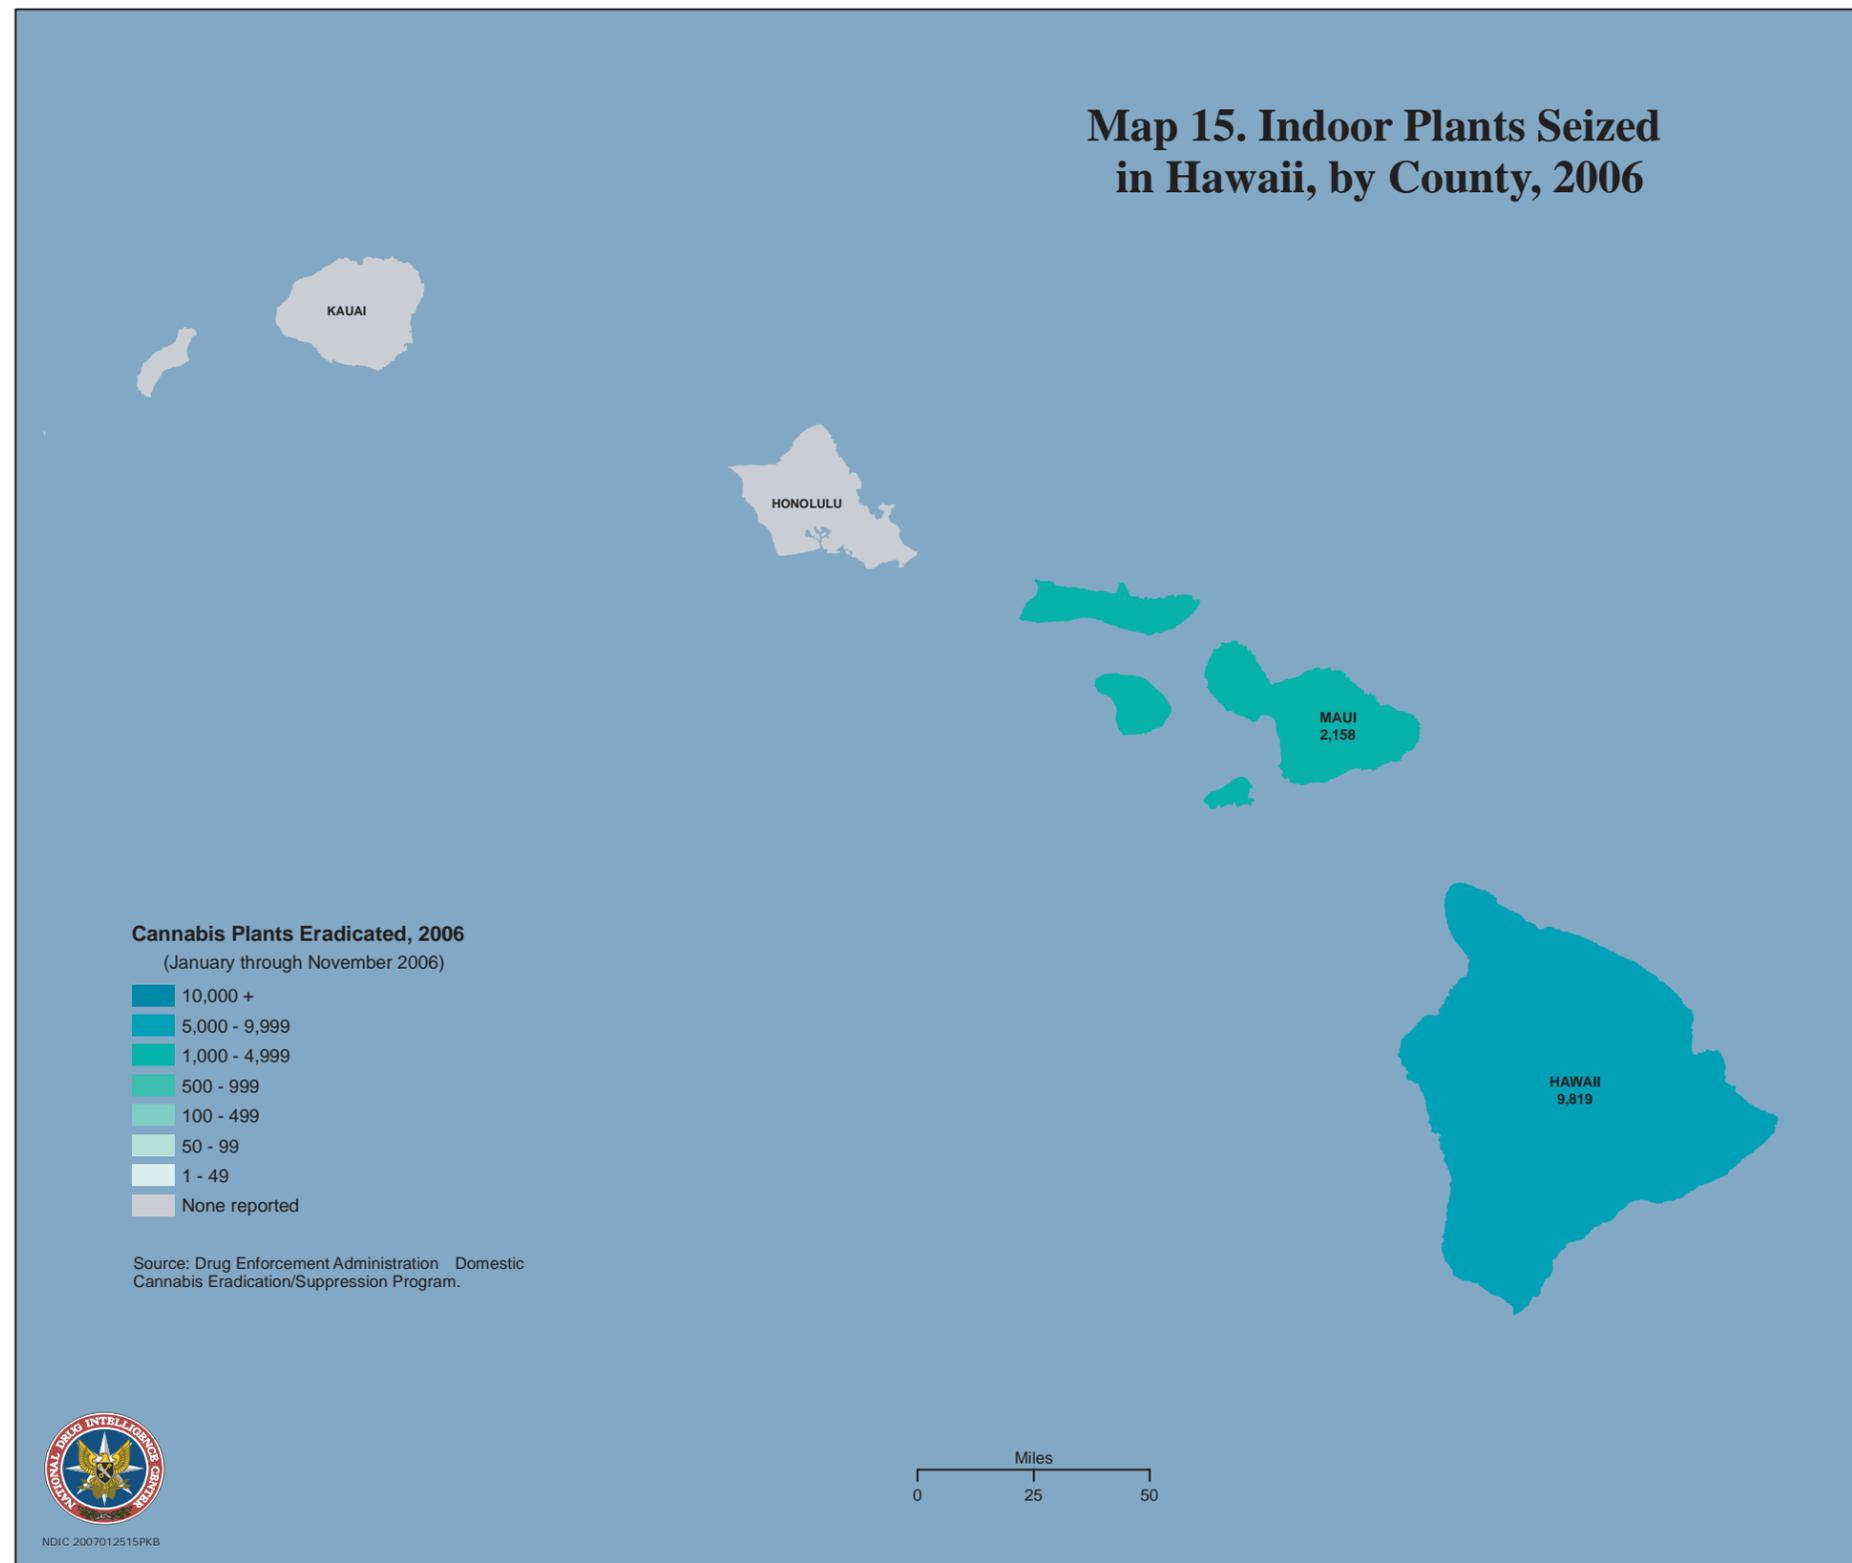 Map 15. Indoor Plants Seized
in Hawaii, by County, 2006
KAUAI
HONOLULU
MAUI
2,158
HAWAII
9,819
Cannabis Plants Eradicated, 2006
(January through November 2006)
10,000 +
5,000 - 9,999
1,000 - 4,999
500 - 999
100 - 499
50 - 99
1 - 49
None reported
Source: Drug Enforcement Administration Domestic
Cannabis Eradication/Suppression Program.
NATIONAL DRUG INTELLIGENCE CENTER
NDIC 2007012515PKB
Miles
0 25 50